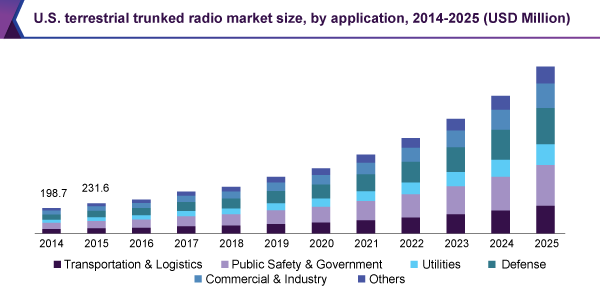 U.S. terrestrial trunked radio market size, by application, 2014-2025 (USD Million)
198.7 231.6
2014 2015 2016 2017 2018 2019 2020 2021 2022 2023 2024 2025
Transportation & Logistics Public Safety & Government Utilities Defense
Commercial & Industry Others